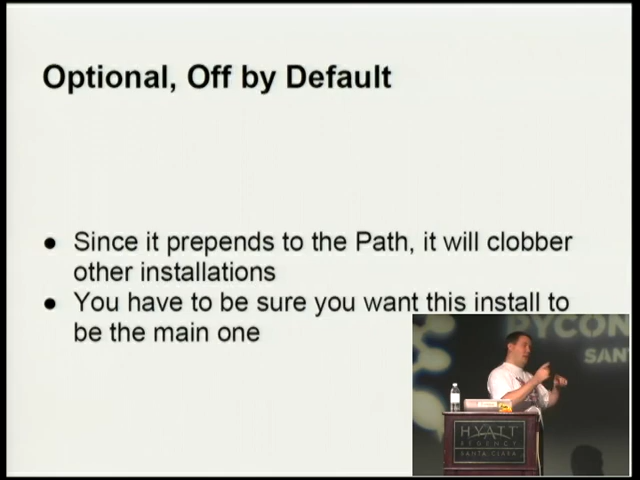 Optional, Off by Default
● Since it prepends to the Path, it will clobber
other installations
● You have to be sure you want this install to
be the main one
PYCON
SANT
HYATT
REGENCY
SANTA CLARA